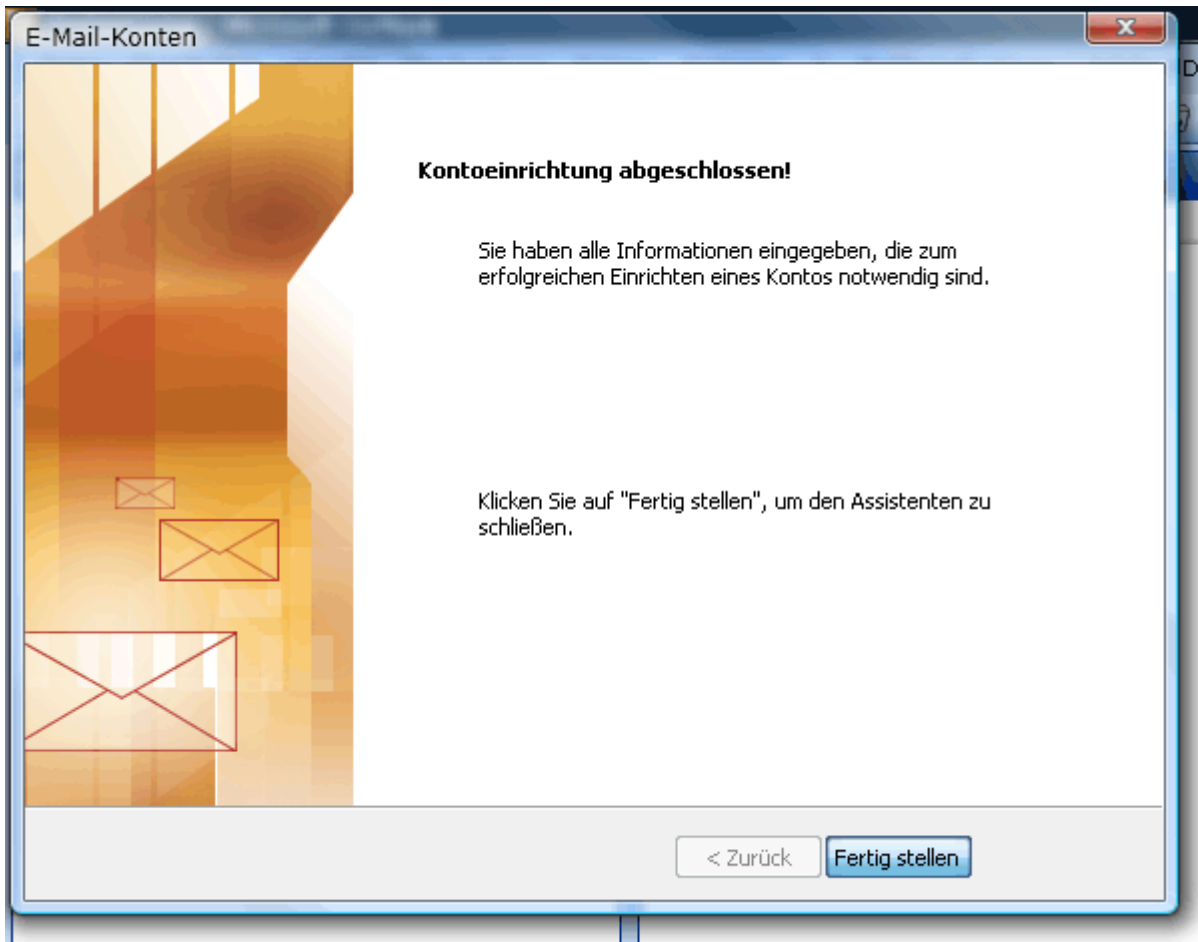 E-Mail-Konten
Kontoeinrichtung abgeschlossen!
Sie haben alle Informationen eingegeben, die zum
erfolgreichen Einrichten eines Kontos notwendig sind.
Klicken Sie auf "Fertig stellen", um den Assistenten zu
schließen.
< Zurück
Fertig stellen